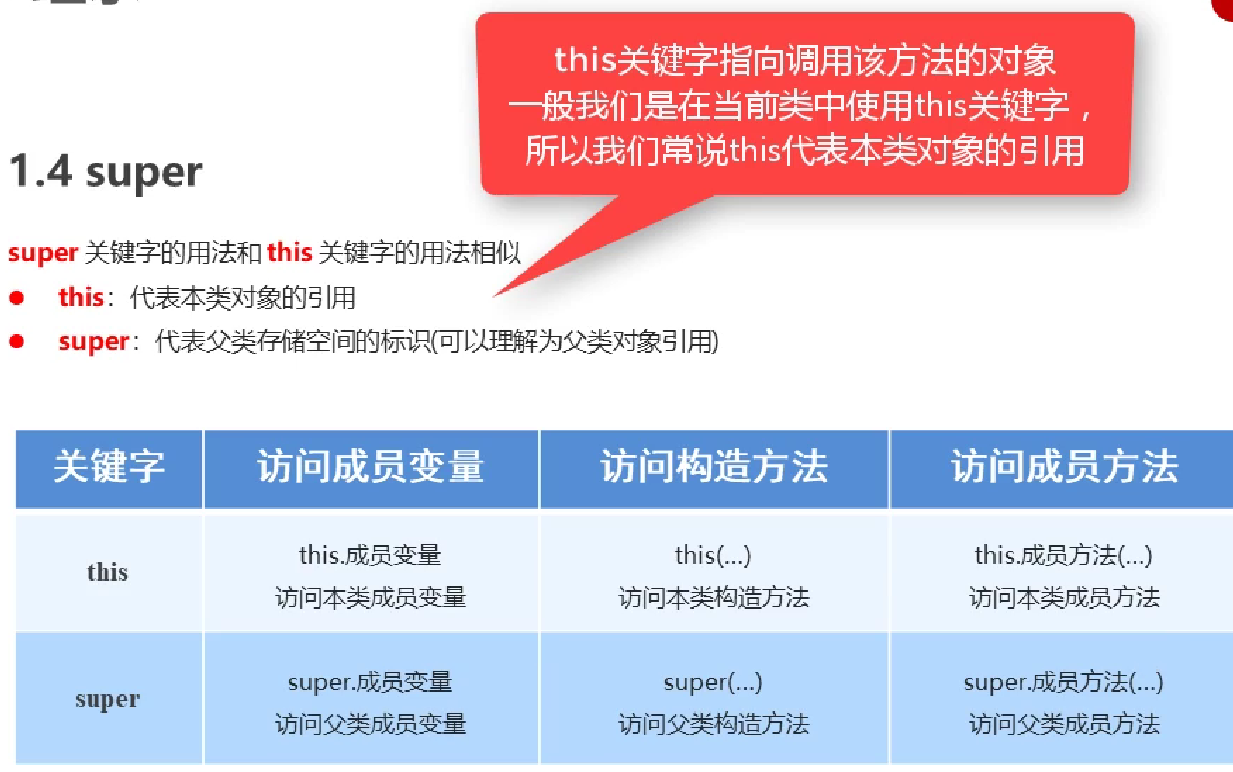 this关键字指向调用该方法的对象
一般我们是在当前类中使用this关键字，
所以我们常说this代表本类对象的引用
1.4 super
super 关键字的用法和 this 关键字的用法相似
● this：代表本类对象的引用
● super：代表父类存储空间的标识(可以理解为父类对象引用)
关键字 访问成员变量 访问构造方法 访问成员方法
this.成员变量 this(...) this.成员方法(...)
this
访问本类成员变量 访问本类构造方法 访问本类成员方法
super.成员变量 super(...) super.成员方法(...)
super
访问父类成员变量 访问父类构造方法 访问父类成员方法